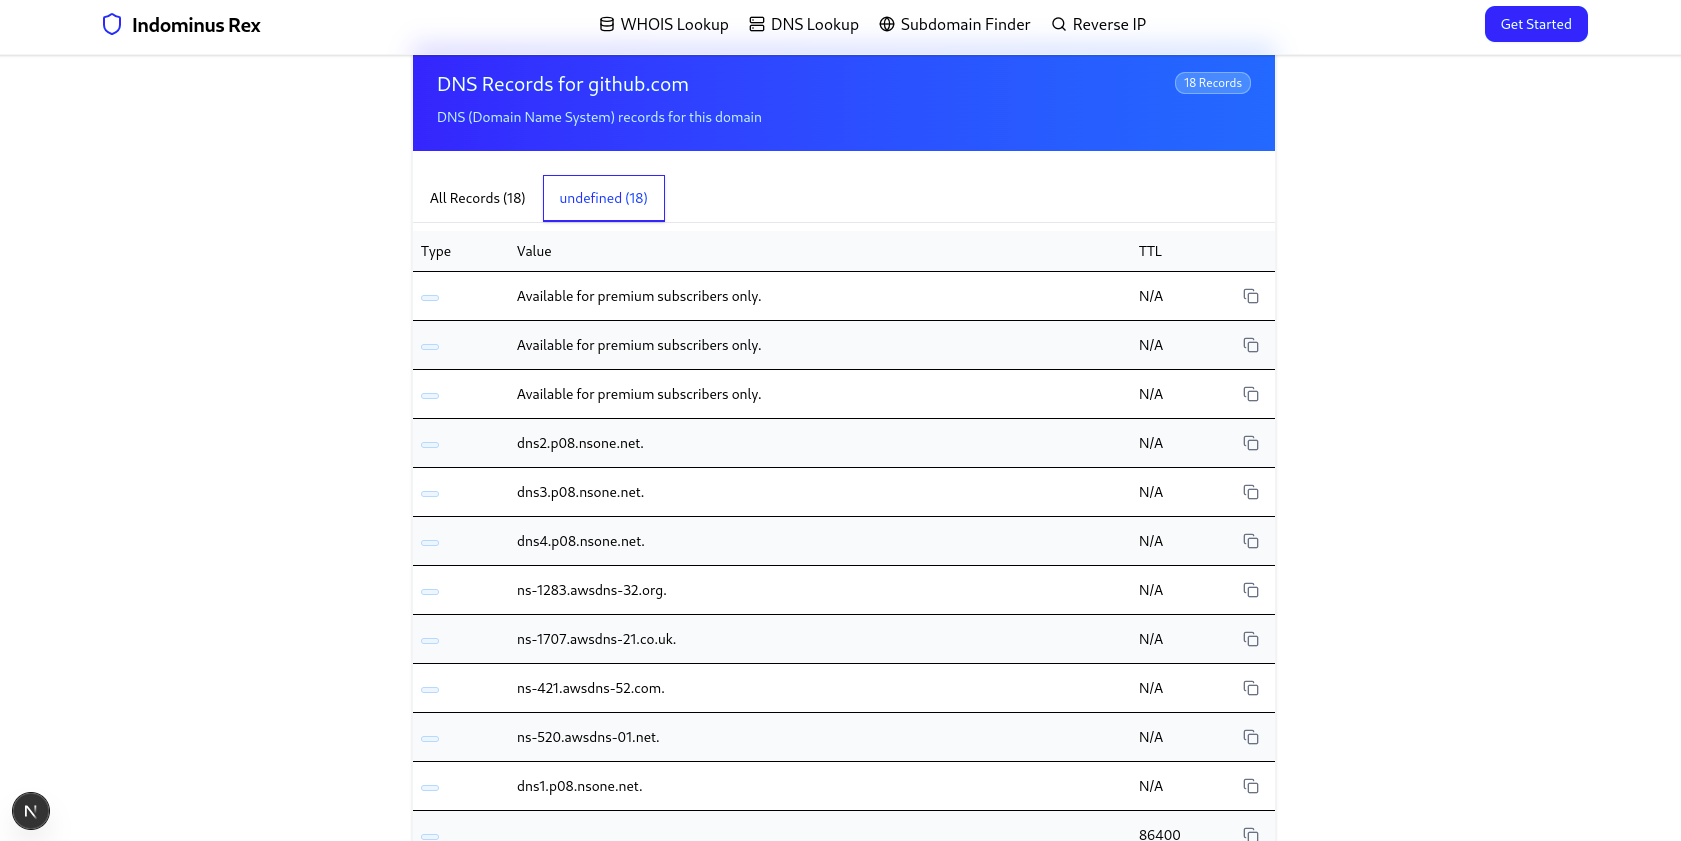 Indominus Rex
WHOIS Lookup DNS Lookup Subdomain Finder Reverse IP
Get Started
DNS Records for github.com
18 Records
DNS (Domain Name System) records for this domain
All Records (18) undefined (18)
Type Value TTL
Available for premium subscribers only. N/A
Available for premium subscribers only. N/A
Available for premium subscribers only. N/A
dns2.p08.nsone.net. N/A
dns3.p08.nsone.net. N/A
dns4.p08.nsone.net. N/A
ns-1283.awsdns-32.org. N/A
ns-1707.awsdns-21.co.uk. N/A
ns-421.awsdns-52.com. N/A
ns-520.awsdns-01.net. N/A
dns1.p08.nsone.net. N/A
N
86400